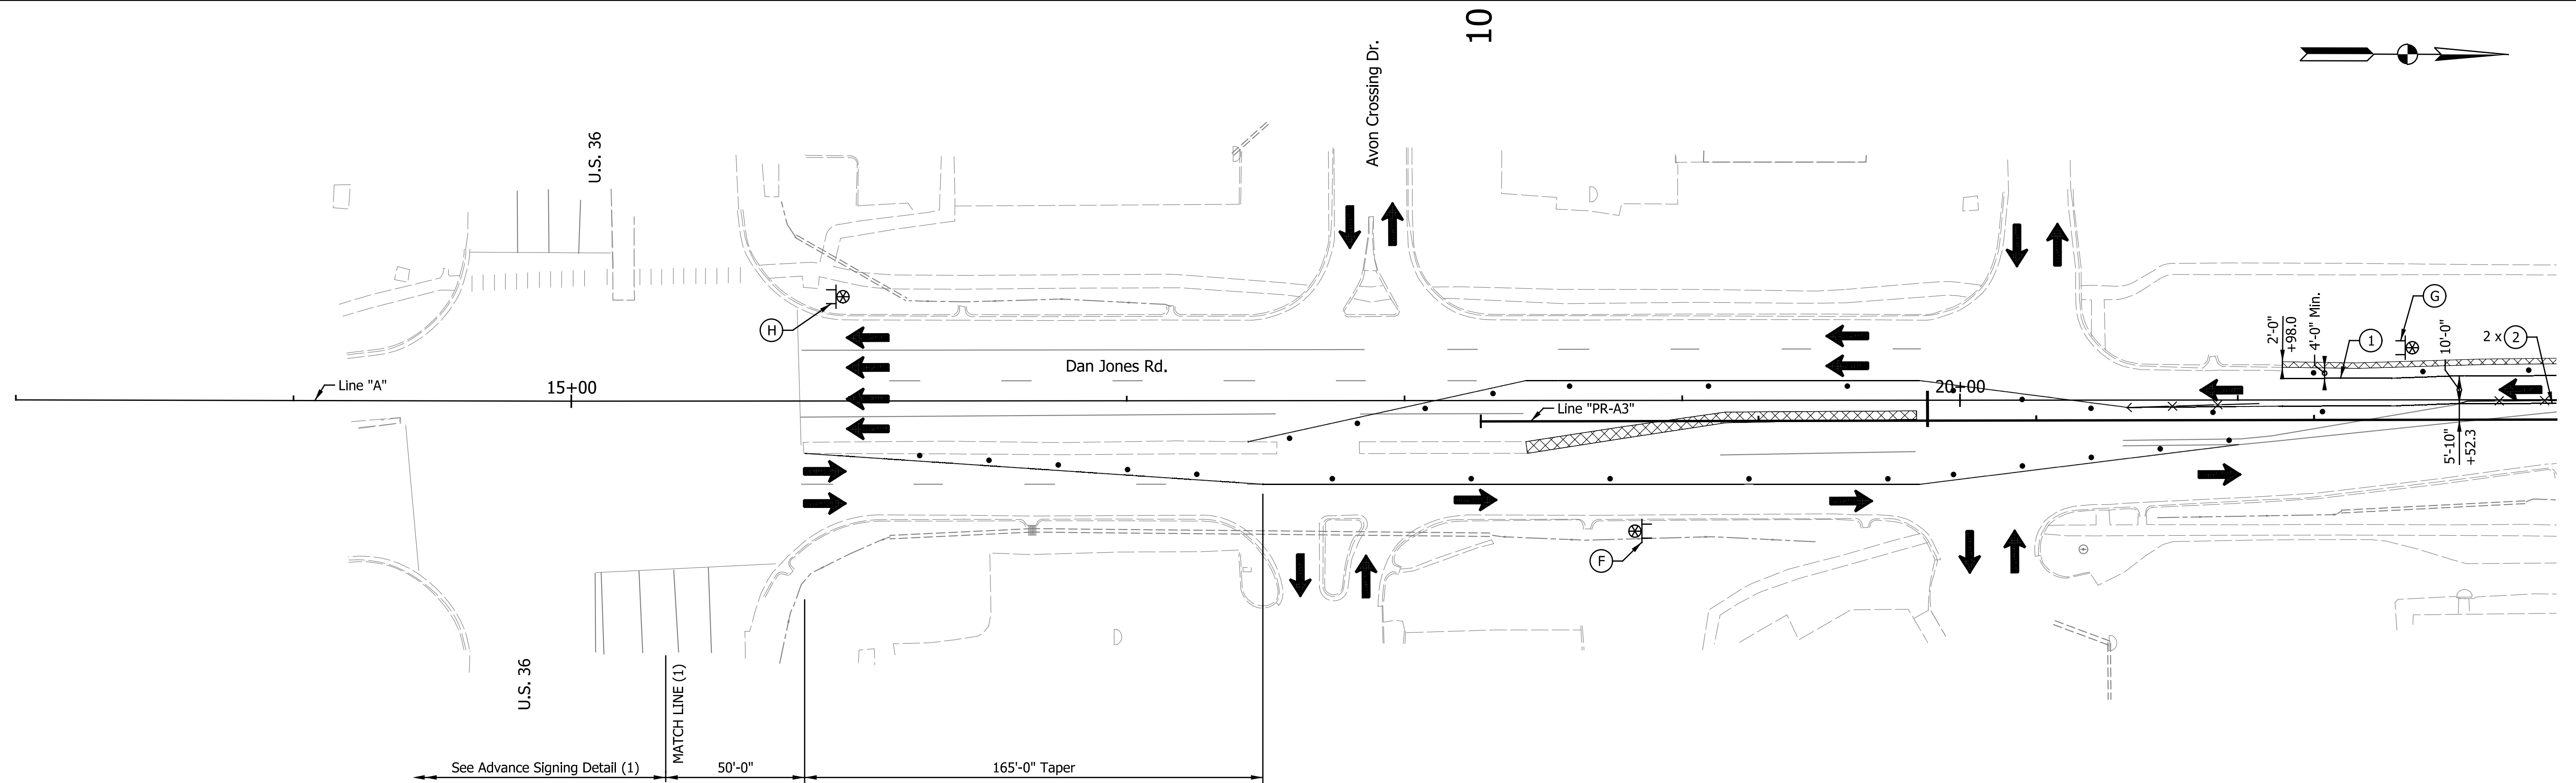 10
Avon Crossing Dr.
U.S. 36
H
G
2'-0"
+98.0
4'-0" Min.
1
10'-0"
2 x 2
Line "A"
15+00
Dan Jones Rd.
20+00
Line "PR-A3"
5'-10"
+52.3
F
U.S. 36
MATCH LINE (1)
See Advance Signing Detail (1)
50'-0"
165'-0" Taper